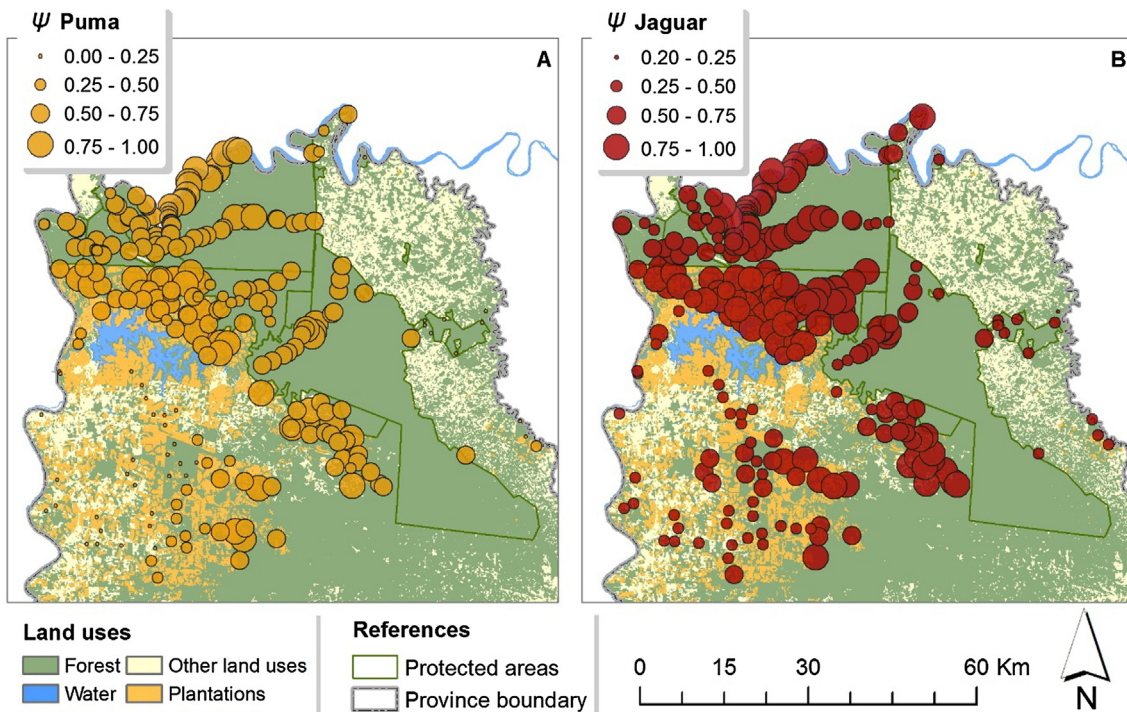 ψ Puma
0.00 - 0.25
0.25 - 0.50
0.50 - 0.75
0.75 - 1.00
A
ψ Jaguar
0.20 - 0.25
0.25 - 0.50
0.50 - 0.75
0.75 - 1.00
B
Land uses
Forest
Other land uses
Water
Plantations
References
Protected areas
Province boundary
0 15 30 60 Km
N